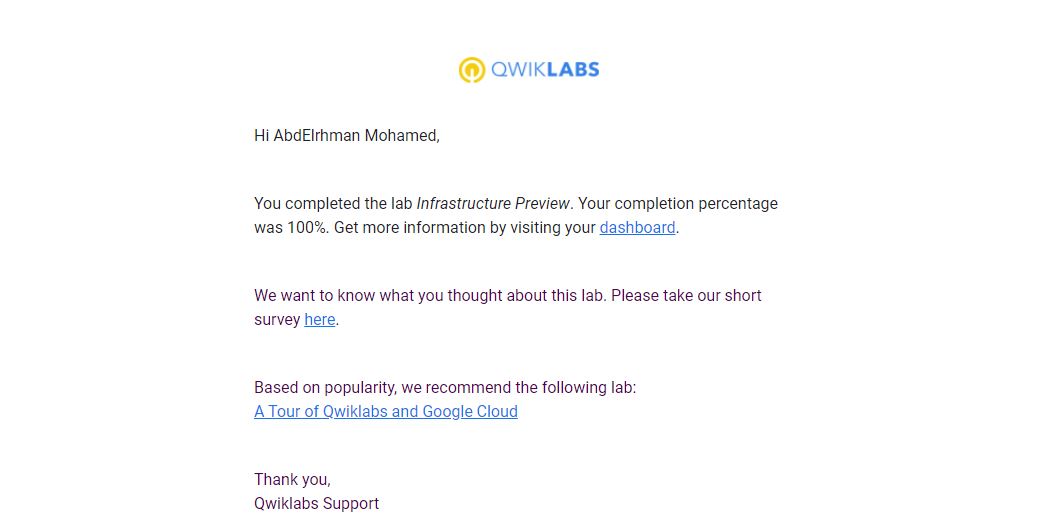 QWIKLABS
Hi AbdElrhman Mohamed,
You completed the lab Infrastructure Preview. Your completion percentage
was 100%. Get more information by visiting your dashboard.
We want to know what you thought about this lab. Please take our short
survey here.
Based on popularity, we recommend the following lab:
A Tour of Qwiklabs and Google Cloud
Thank you,
Qwiklabs Support